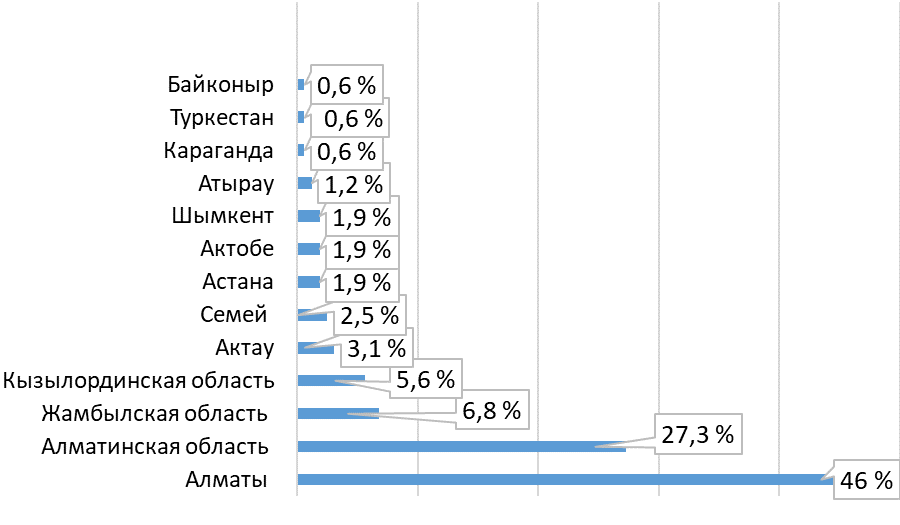 Байконыр 0,6 %
Туркестан 0,6 %
Караганда 0,6 %
Атырау 1,2 %
Шымкент 1,9 %
Актобе 1,9 %
Астана 1,9 %
Семей 2,5 %
Актау 3,1 %
Кызылординская область 5,6 %
Жамбылская область 6,8 %
Алматинская область 27,3 %
Алматы 46 %